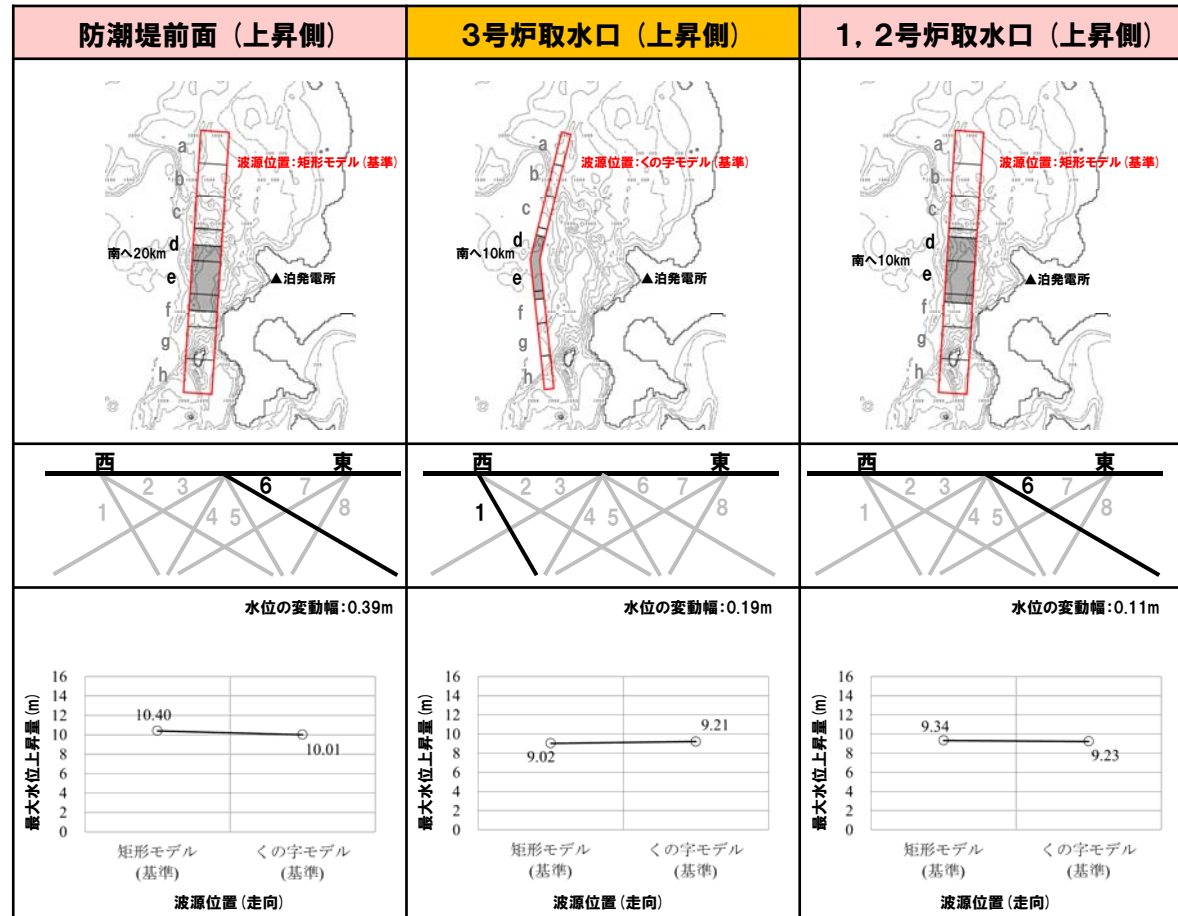 防潮堤前面（上昇側）
3号炉取水口（上昇側）
1，2号炉取水口（上昇側）
波源位置：矩形モデル（基準）
a
b
c
d
南へ20km
e
f
g
h
▲泊発電所
波源位置：くの字モデル（基準）
a
b
c
d
南へ10km
e
f
g
h
▲泊発電所
波源位置：矩形モデル（基準）
a
b
c
d
南へ10km
e
f
g
h
▲泊発電所
西 東
1 2 3 4 5 6 7 8
西 東
1 2 3 4 5 6 7 8
西 東
1 2 3 4 5 6 7 8
水位の変動幅：0.39m
最大水位上昇量（m）
16
14
12
10
8
6
4
2
0
10.40
10.01
矩形モデル
(基準)
くの字モデル
(基準)
波源位置（走向）
水位の変動幅：0.19m
最大水位上昇量（m）
16
14
12
10
8
6
4
2
0
9.02
9.21
矩形モデル
(基準)
くの字モデル
(基準)
波源位置（走向）
水位の変動幅：0.11m
最大水位上昇量（m）
16
14
12
10
8
6
4
2
0
9.34
9.23
矩形モデル
(基準)
くの字モデル
(基準)
波源位置（走向）